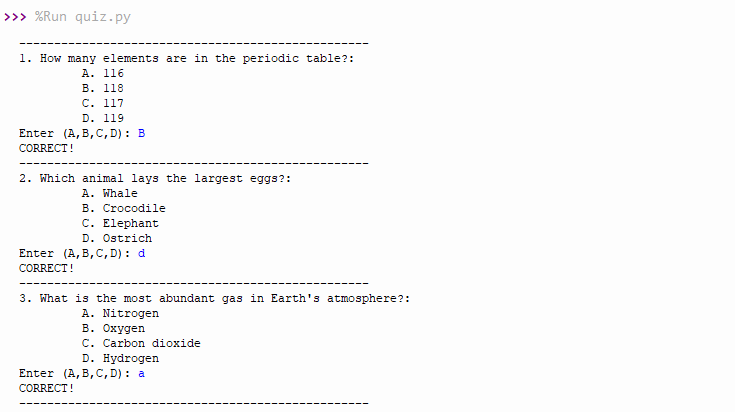 >>> %Run quiz.py
--------------------------------------------------
1. How many elements are in the periodic table?:
A. 116
B. 118
C. 117
D. 119
Enter (A,B,C,D): B
CORRECT!
--------------------------------------------------
2. Which animal lays the largest eggs?:
A. Whale
B. Crocodile
C. Elephant
D. Ostrich
Enter (A,B,C,D): d
CORRECT!
--------------------------------------------------
3. What is the most abundant gas in Earth's atmosphere?:
A. Nitrogen
B. Oxygen
C. Carbon dioxide
D. Hydrogen
Enter (A,B,C,D): a
CORRECT!
--------------------------------------------------